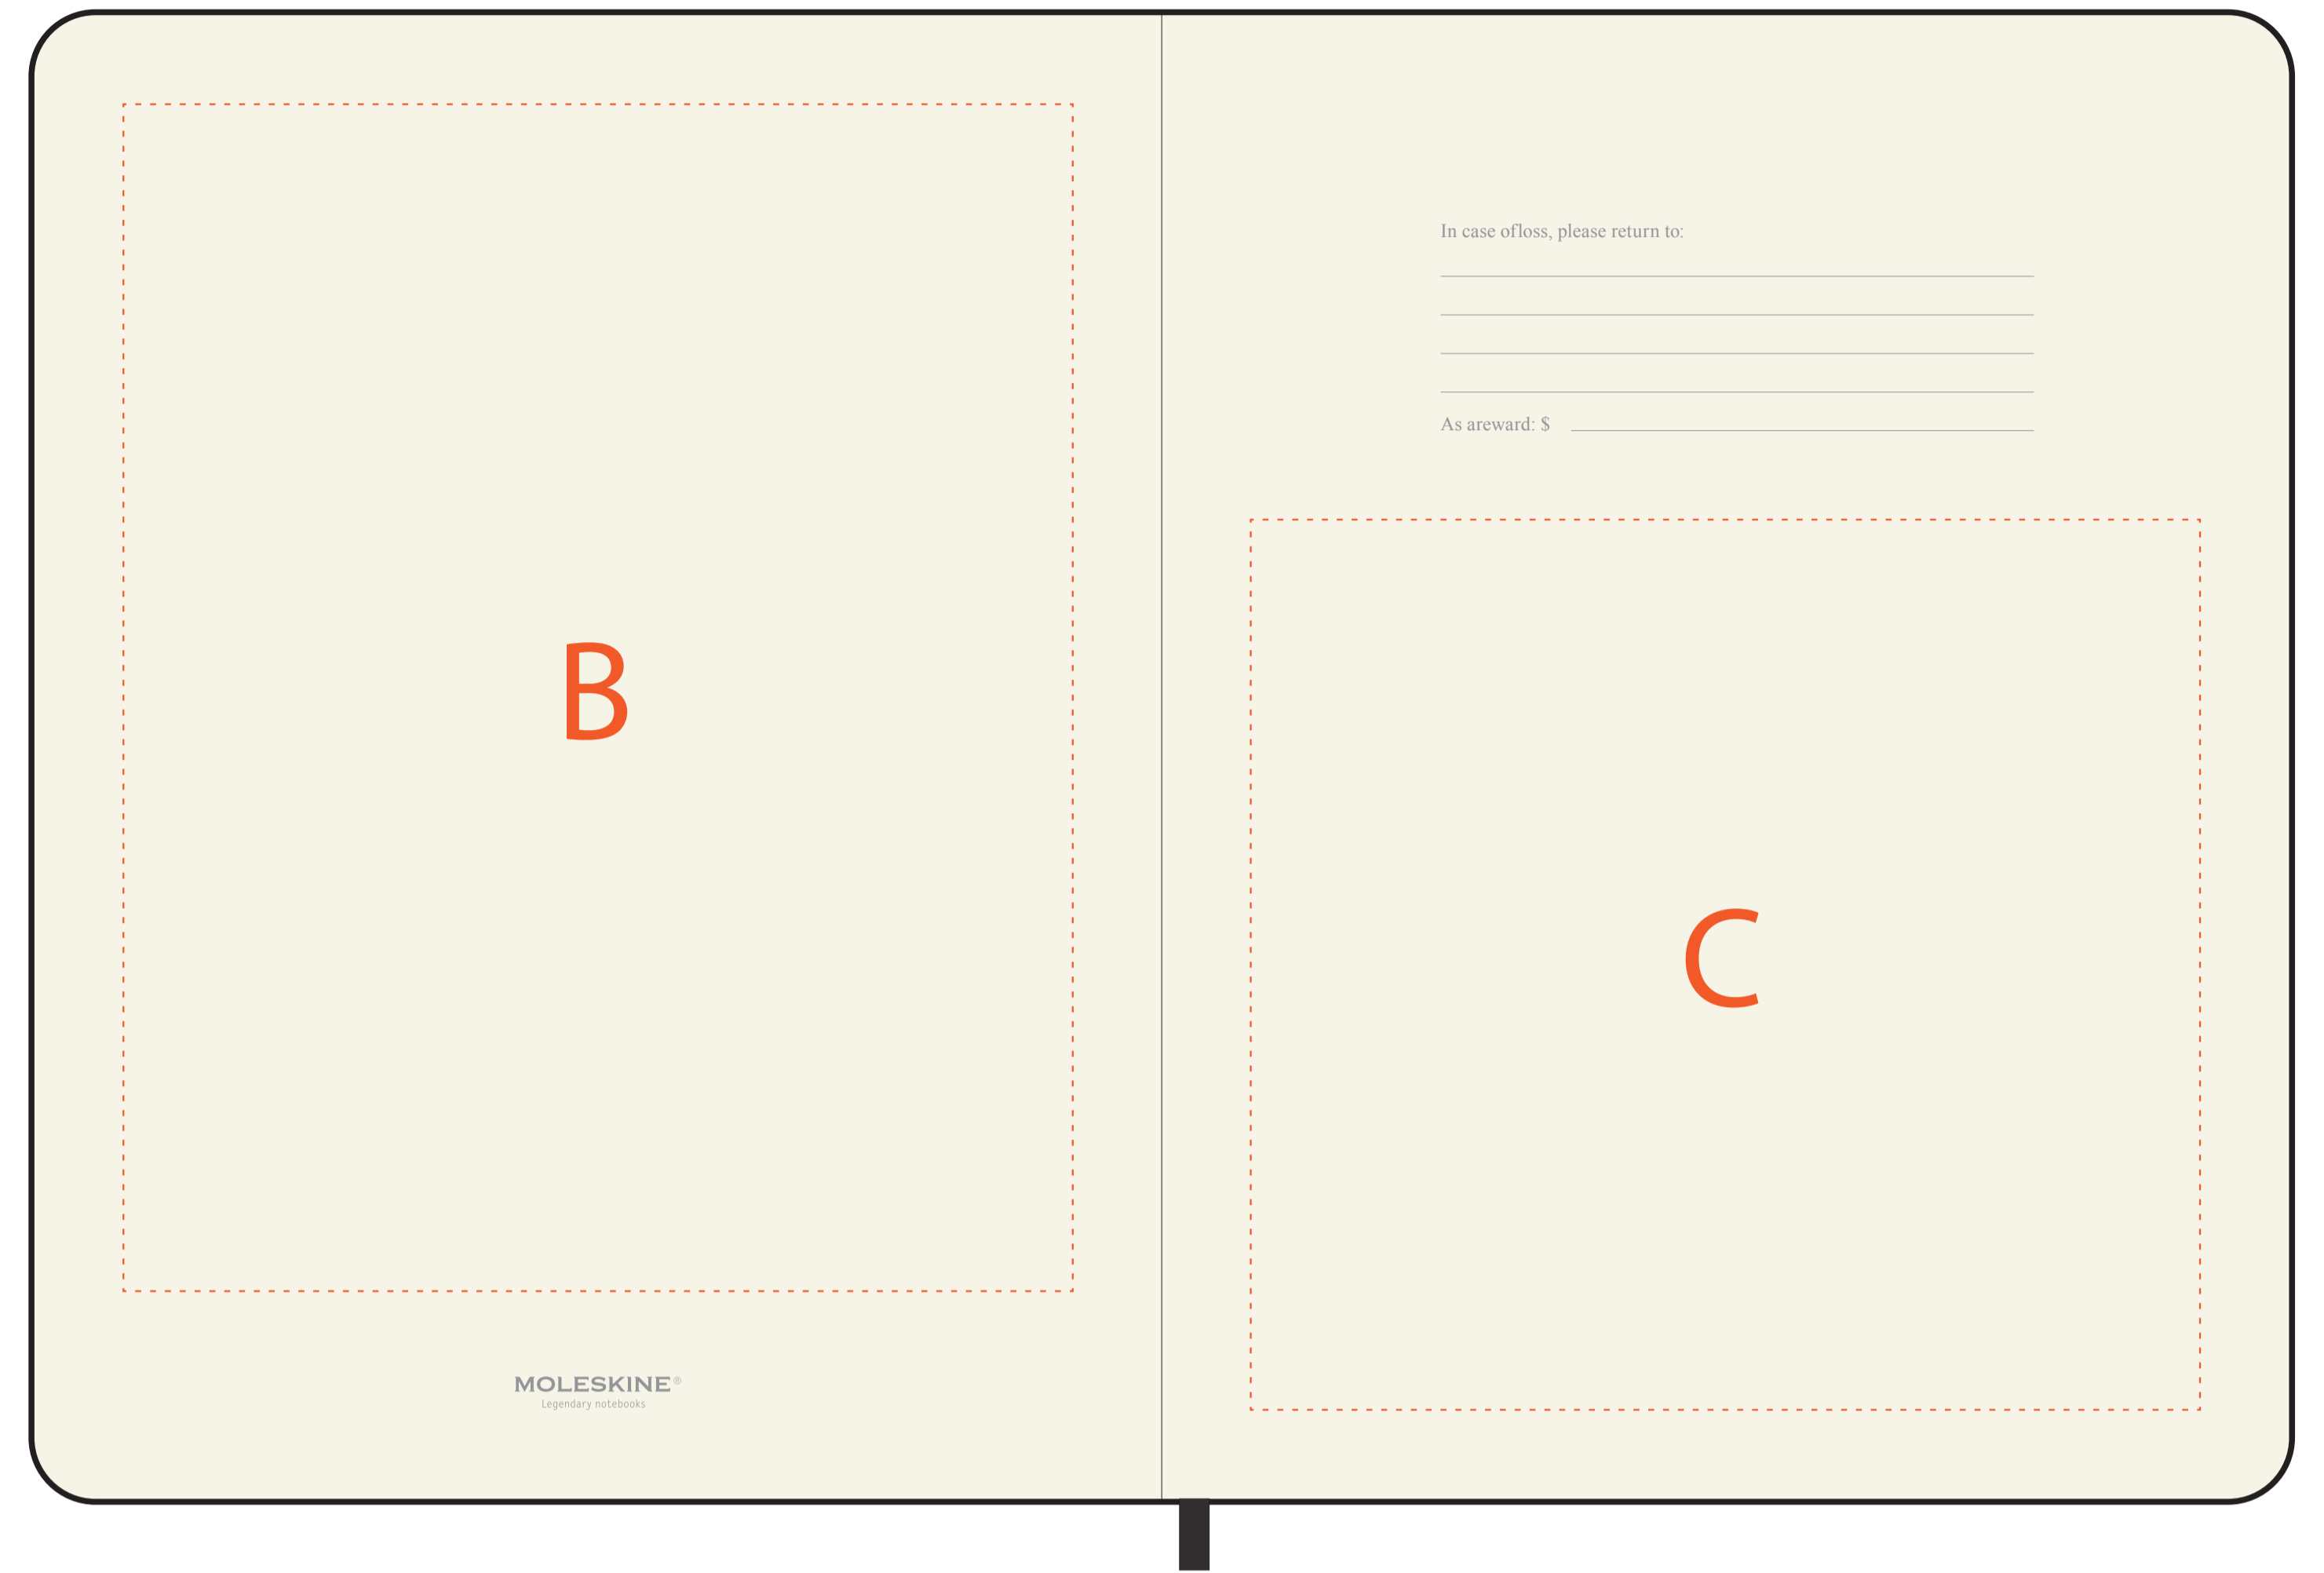 B
MOLESKINE®
Legendary notebooks
In case ofloss, please return to:
As areward: $
C